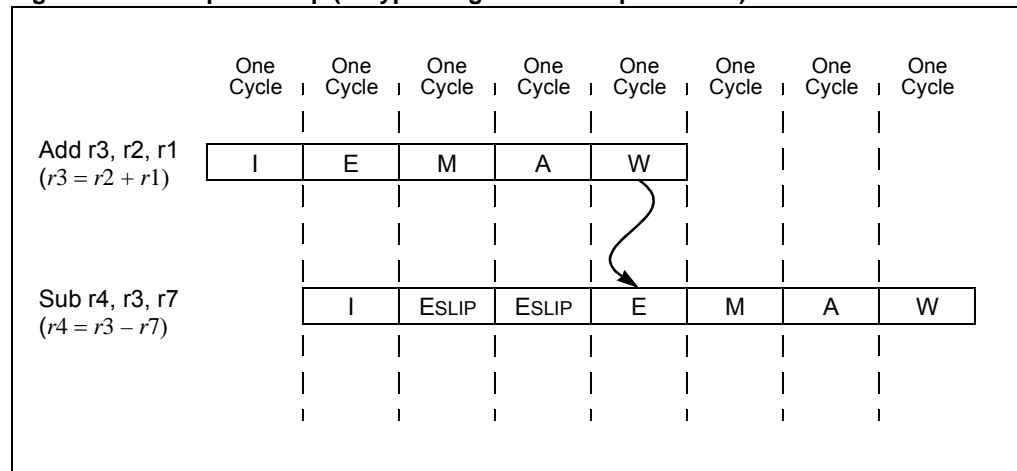 One One One One One One One One
Cycle Cycle Cycle Cycle Cycle Cycle Cycle Cycle
Add r3, r2, r1
(r3 = r2 + r1)
I E M A W
Sub r4, r3, r7
(r4 = r3 – r7)
I ESLIP ESLIP E M A W